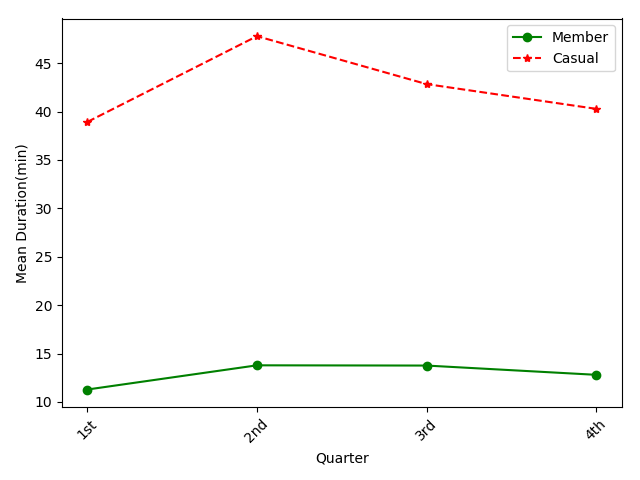 Member
Casual
Mean Duration(min)
45
40
35
30
25
20
15
10
1st
2nd
3rd
4th
Quarter